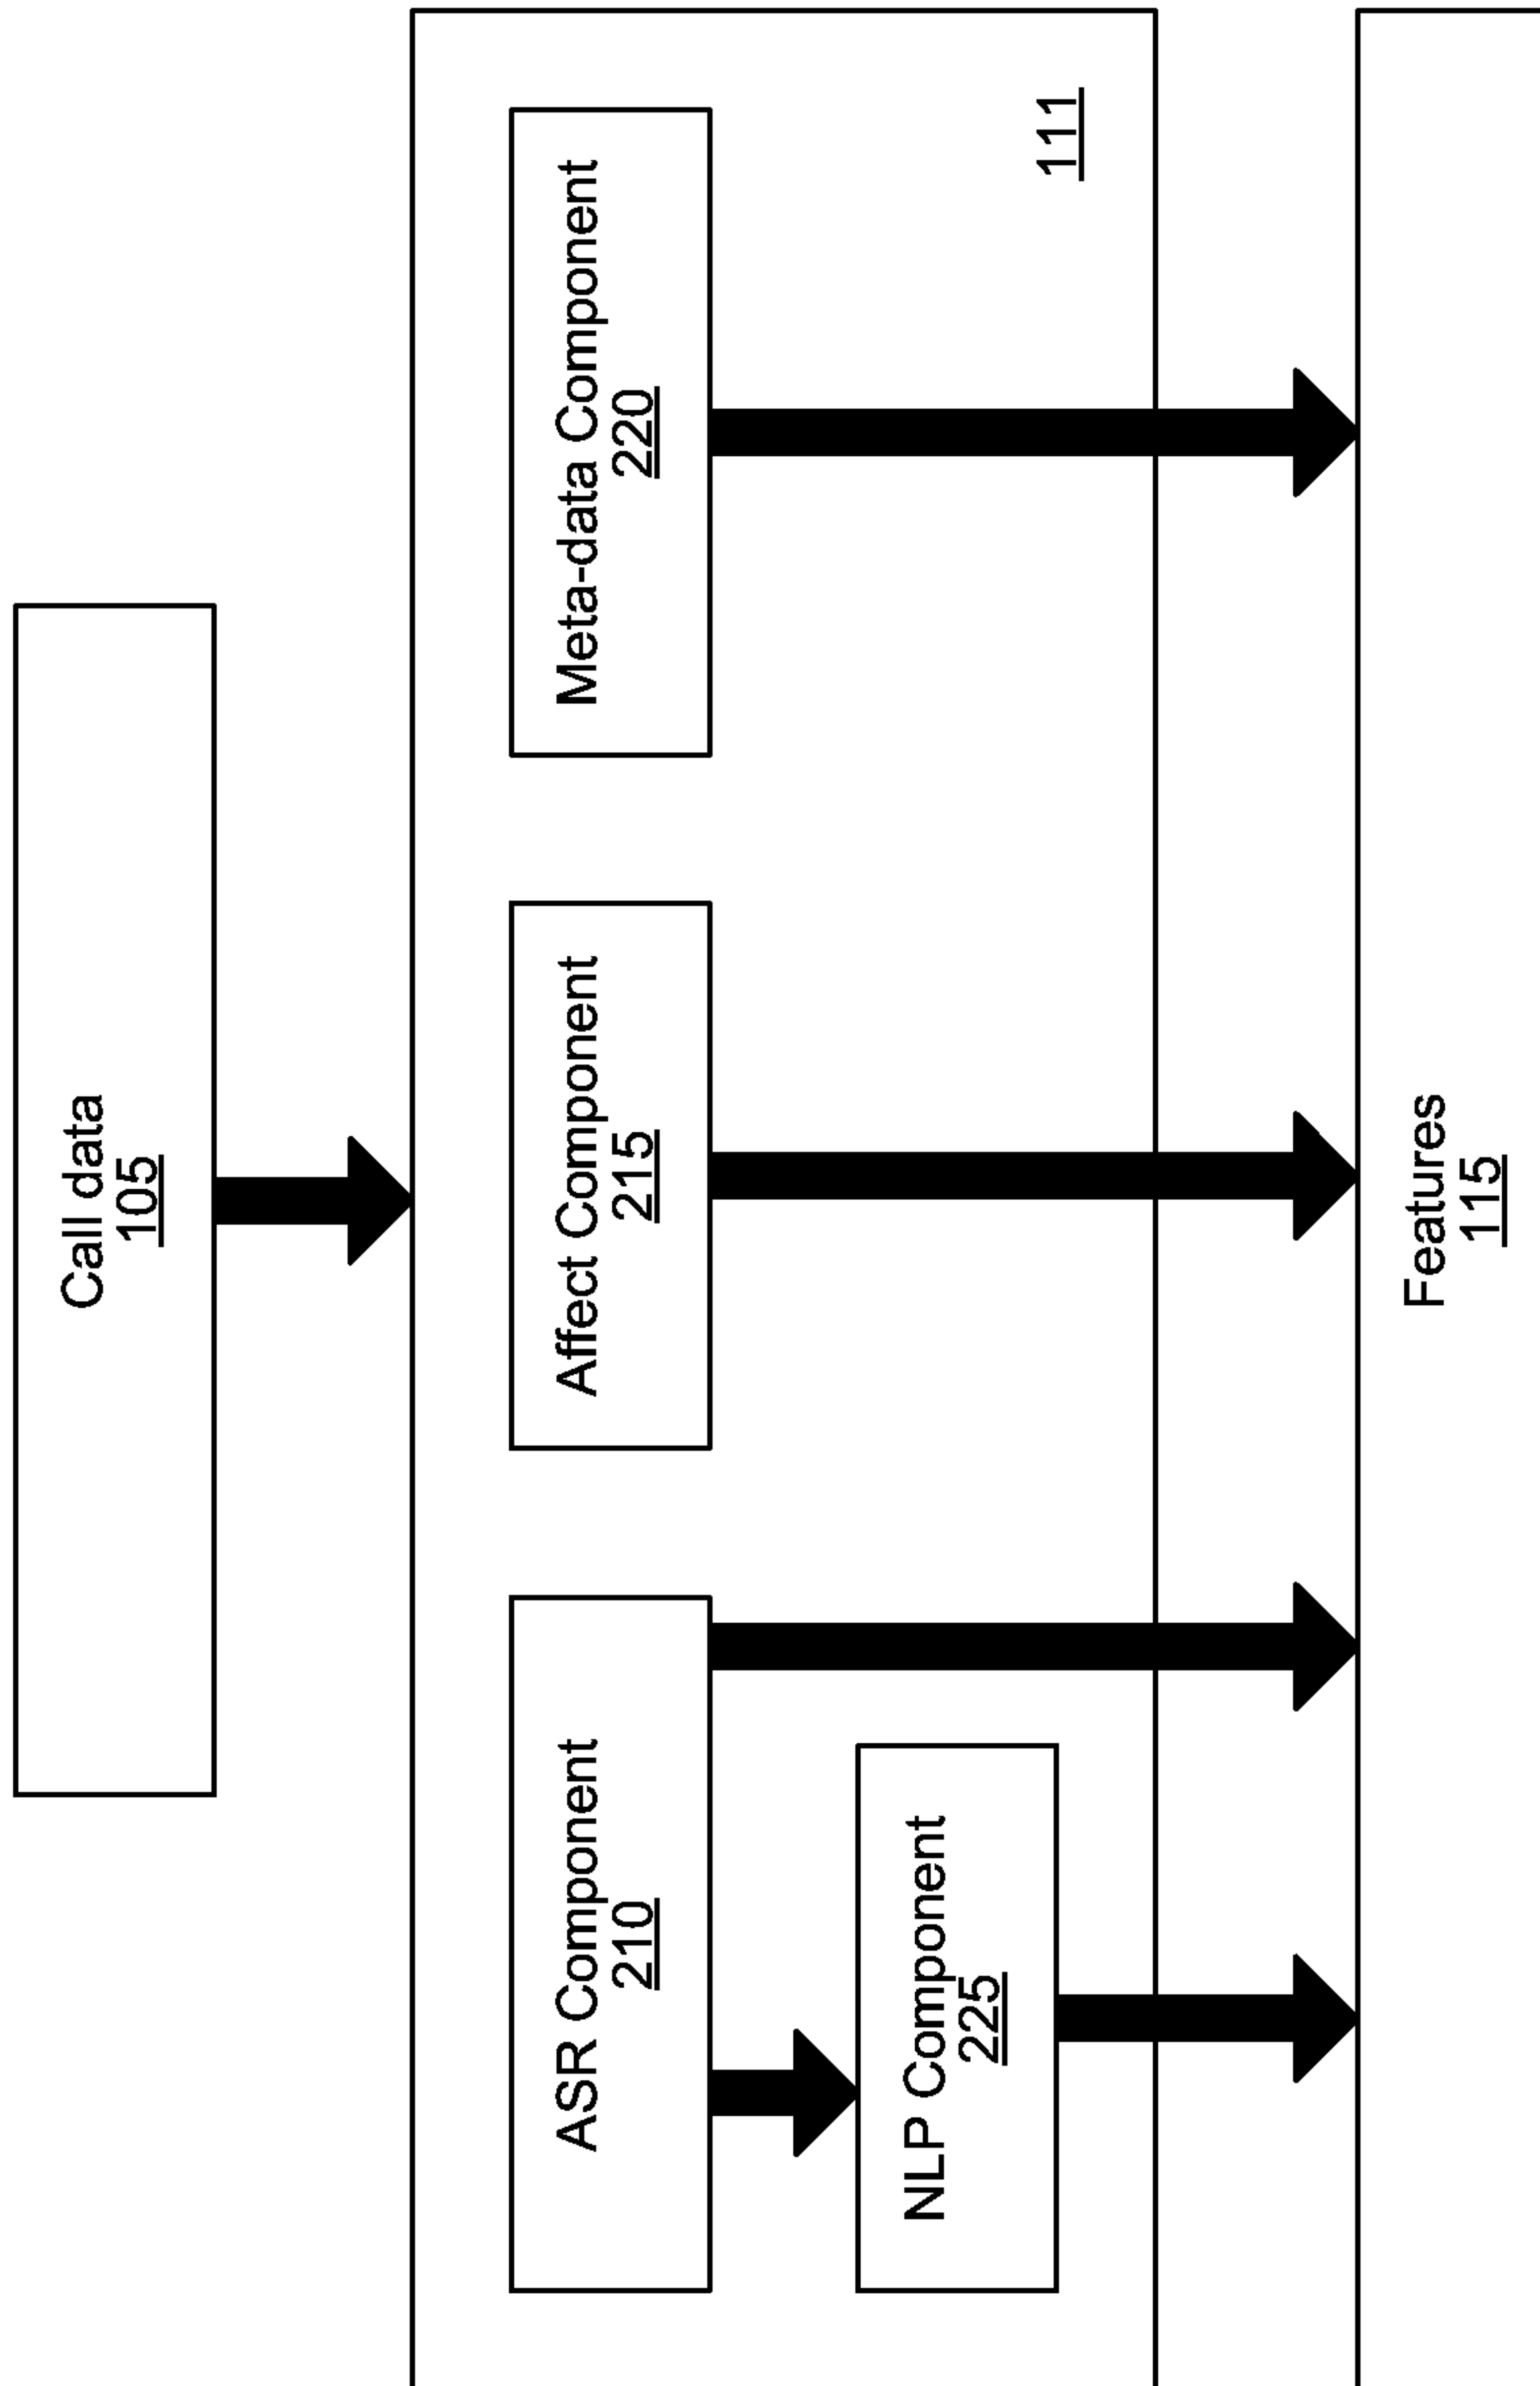 Call data
105
ASR Component
210
Affect Component
215
Meta-data Component
220
NLP Component
225
111
Features
115